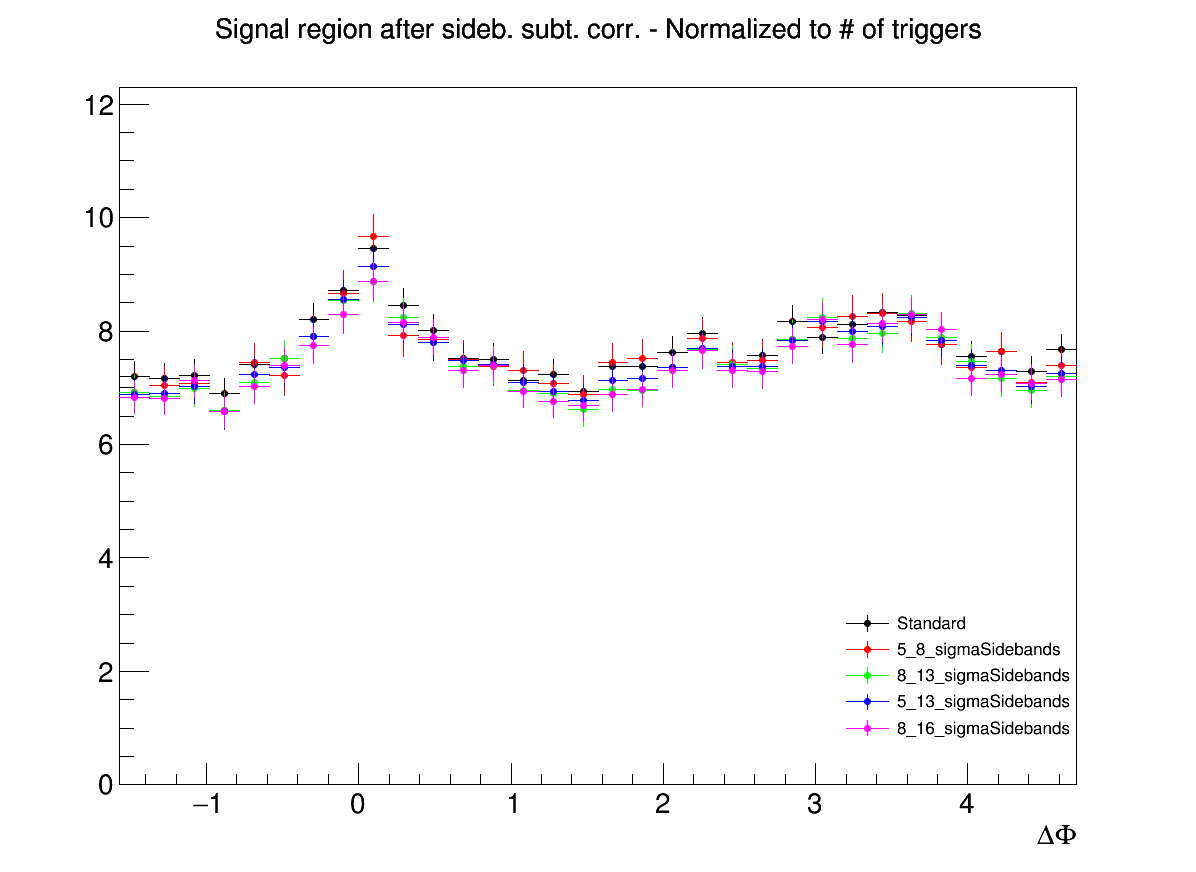 Signal region after sideb. subt. corr. - Normalized to # of triggers
12
10
8
6
4
2
0
−1 0 1 2 3 4
ΔΦ
Standard
5_8_sigmaSidebands
8_13_sigmaSidebands
5_13_sigmaSidebands
8_16_sigmaSidebands